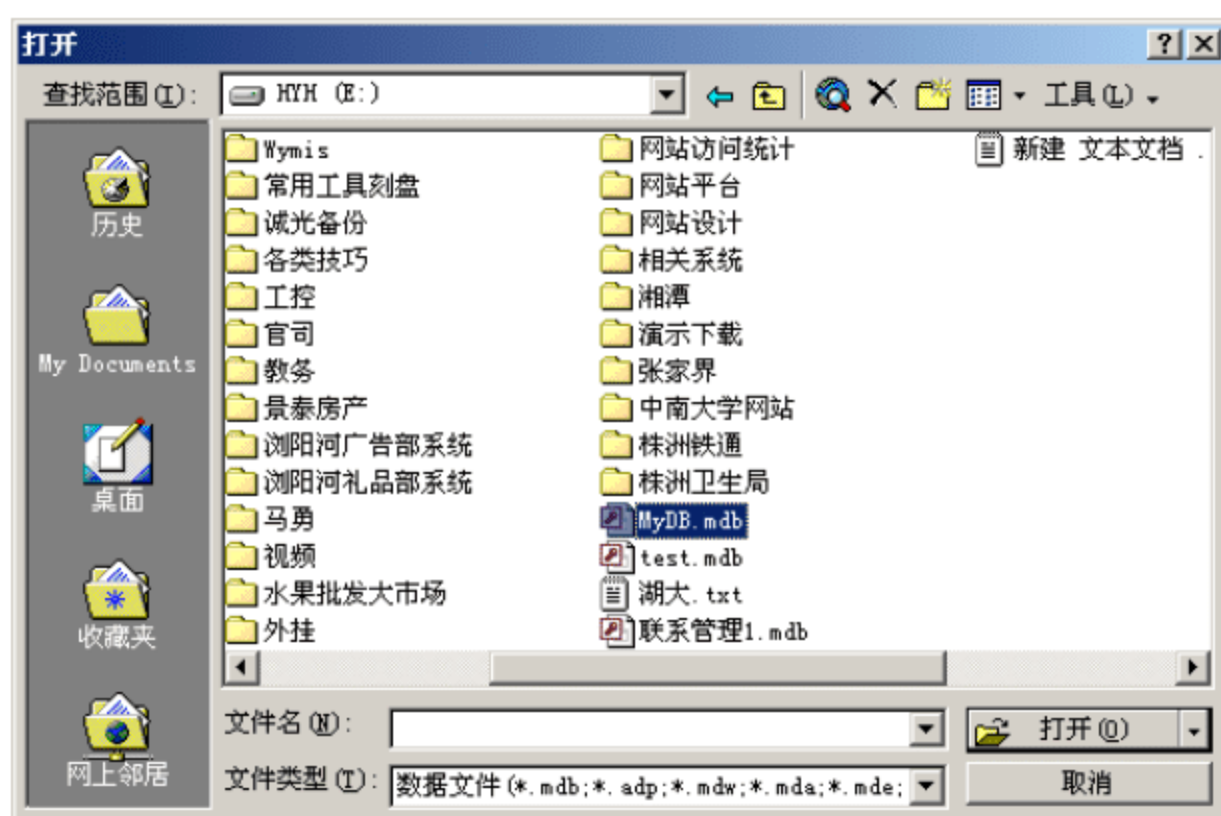 打开
查找范围(I): HYH (E:) 工具(L)
历史
My Documents
桌面
收藏夹
网上邻居
Wymis
常用工具刻盘
诚光备份
各类技巧
工控
官司
教务
景泰房产
浏阳河广告部系统
浏阳河礼品部系统
马勇
视频
水果批发大市场
外挂
网站访问统计
网站平台
网站设计
相关系统
湘潭
演示下载
张家界
中南大学网站
株洲铁通
株洲卫生局
MyDB.mdb
test.mdb
湖大.txt
联系管理1.mdb
新建 文本文档 .
文件名(N): 打开(O)
文件类型(T): 数据文件(*.mdb;*.adp;*.mdw;*.mda;*.mde; 取消